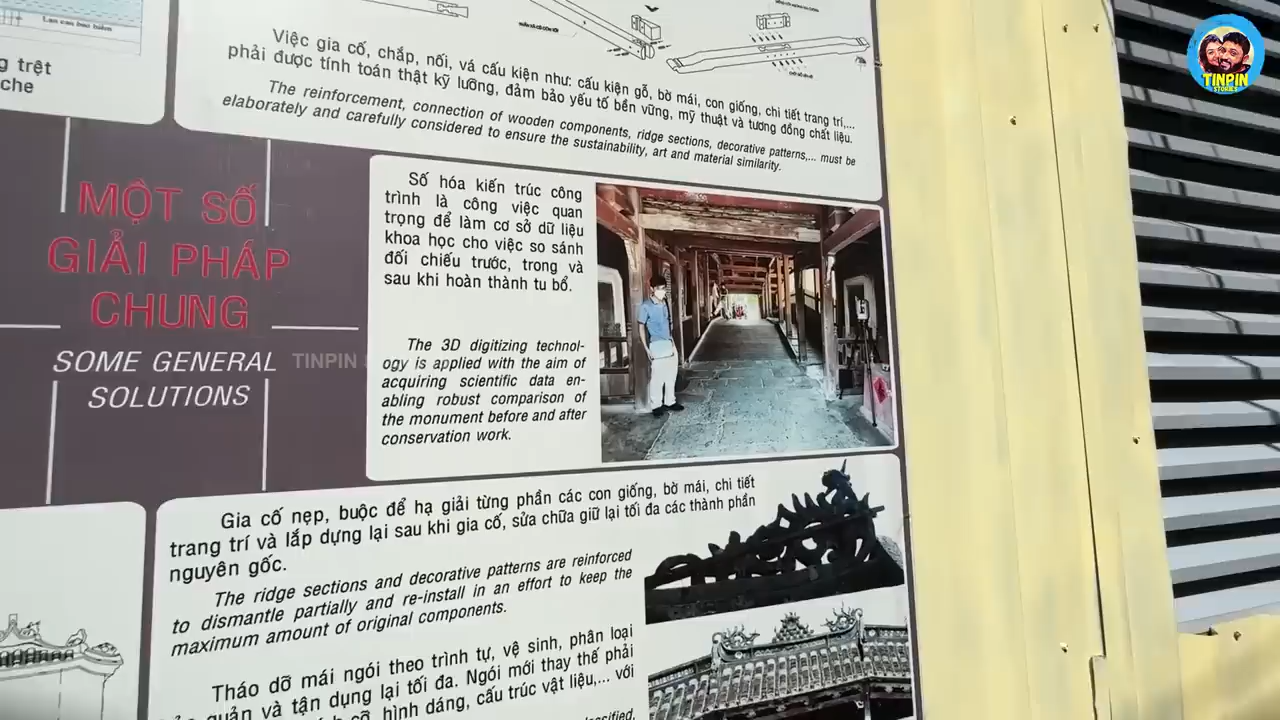 Lan can bao hiểm
g trệt
che
Việc gia cố, chắp, nối, vá cấu kiện như: cấu kiện gỗ, bờ mái, con giống, chi tiết trang trí,...
phải được tính toán thật kỹ lưỡng, đảm bảo yếu tố bền vững, mỹ thuật và tương đồng chất liệu.
The reinforcement, connection of wooden components, ridge sections, decorative patterns,... must be
elaborately and carefully considered to ensure the sustainability, art and material similarity.
MỘT SỐ
GIẢI PHÁP
CHUNG
SOME GENERAL
SOLUTIONS
Số hóa kiến trúc công
trình là công việc quan
trọng để làm cơ sở dữ liệu
khoa học cho việc so sánh
đối chiếu trước, trong và
sau khi hoàn thành tu bổ.
The 3D digitizing technol-
ogy is applied with the aim of
acquiring scientific data en-
abling robust comparison of
the monument before and after
conservation work.
Gia cố nẹp, buộc để hạ giải từng phần các con giống, bờ mái, chi tiết
trang trí và lắp dựng lại sau khi gia cố, sửa chữa giữ lại tối đa các thành phần
nguyên gốc.
The ridge sections and decorative patterns are reinforced
to dismantle partially and re-install in an effort to keep the
maximum amount of original components.
Tháo dỡ mái ngói theo trình tự, vệ sinh, phân loại
quản và tận dụng lại tối đa. Ngói mới thay thế phải
cỡ, hình dáng, cấu trúc vật liệu,... với
TINPIN
TINPIN
STORIES